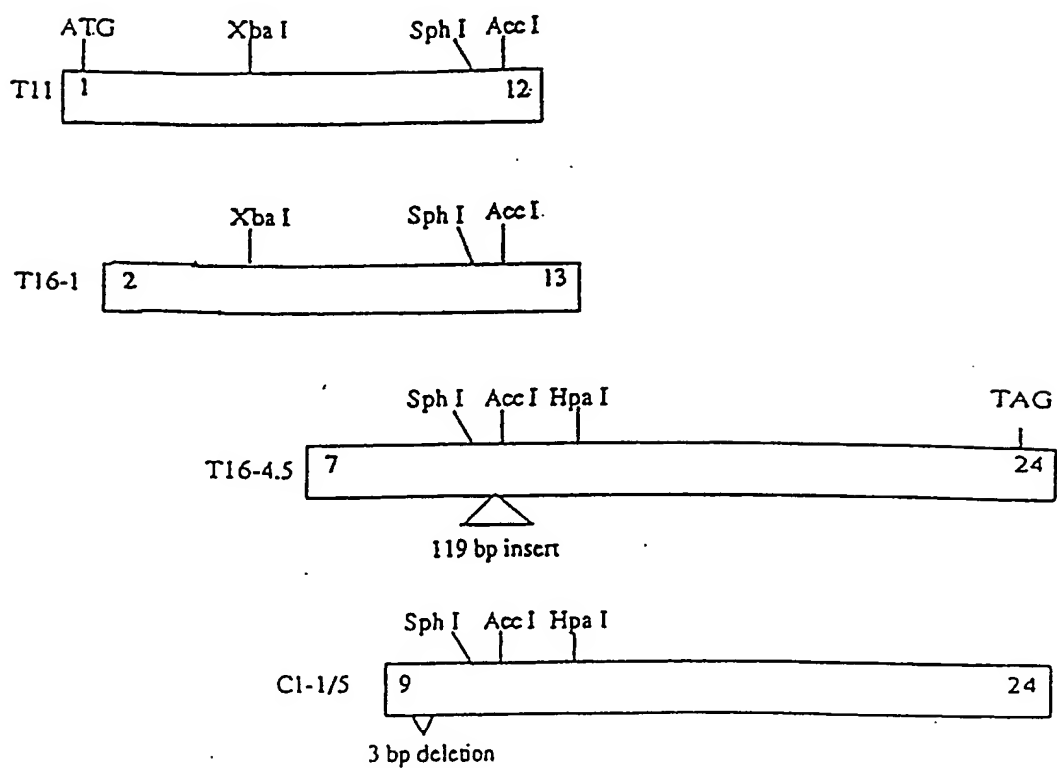 ATG Xba I Sph I Acc I
T11 1 12
Xba I Sph I Acc I
T16-1 2 13
Sph I Acc I Hpa I TAG
T16-4.5 7 24
119 bp insert
Sph I Acc I Hpa I
C1-1/5 9 24
3 bp deletion